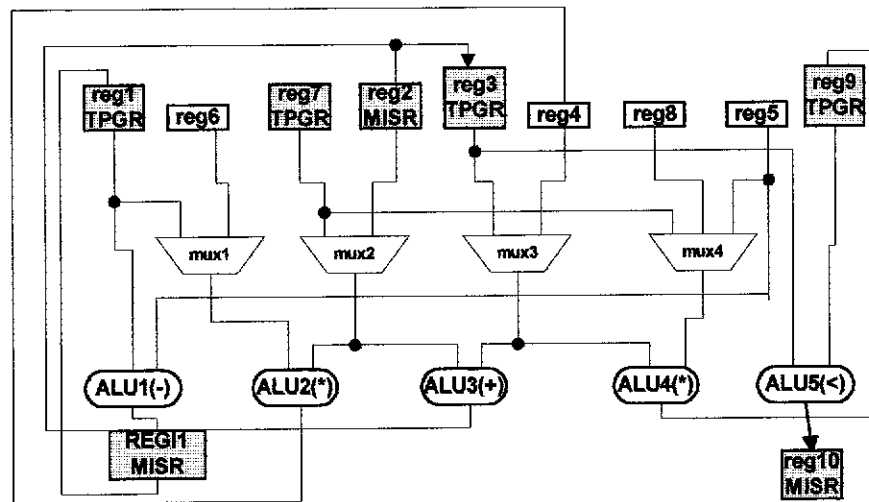 reg1
TPGR
reg6
reg7
TPGR
reg2
MISR
reg3
TPGR
reg4
reg8
reg5
reg9
TPGR
mux1
mux2
mux3
mux4
ALU1(-)
ALU2(*)
ALU3(+)
ALU4(*)
ALU5(<)
REGI1
MISR
reg10
MISR